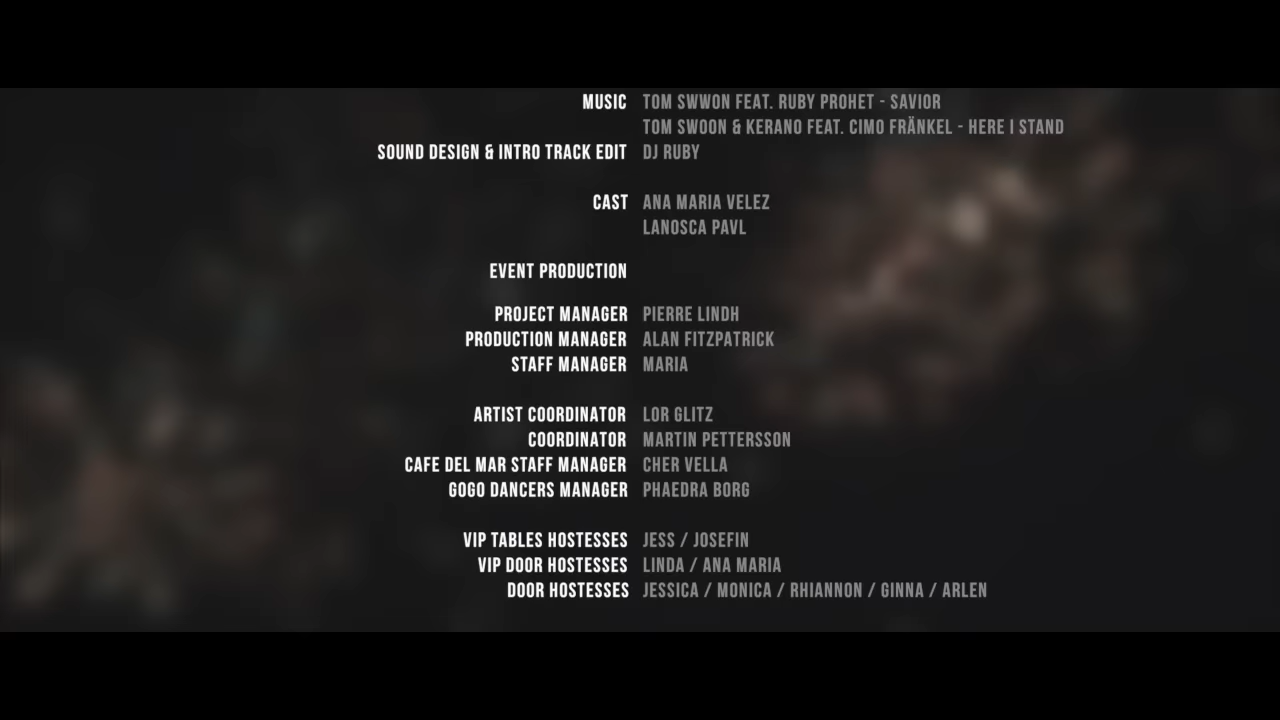 MUSIC TOM SWWON FEAT. RUBY PROHET - SAVIOR
TOM SWOON & KERANO FEAT. CIMO FRÄNKEL - HERE I STAND
SOUND DESIGN & INTRO TRACK EDIT DJ RUBY
CAST ANA MARIA VELEZ
LANOSCA PAVL
EVENT PRODUCTION
PROJECT MANAGER PIERRE LINDH
PRODUCTION MANAGER ALAN FITZPATRICK
STAFF MANAGER MARIA
ARTIST COORDINATOR LOR GLITZ
COORDINATOR MARTIN PETTERSSON
CAFE DEL MAR STAFF MANAGER CHER VELLA
GOGO DANCERS MANAGER PHAEDRA BORG
VIP TABLES HOSTESSES JESS / JOSEFIN
VIP DOOR HOSTESSES LINDA / ANA MARIA
DOOR HOSTESSES JESSICA / MONICA / RHIANNON / GINNA / ARLEN